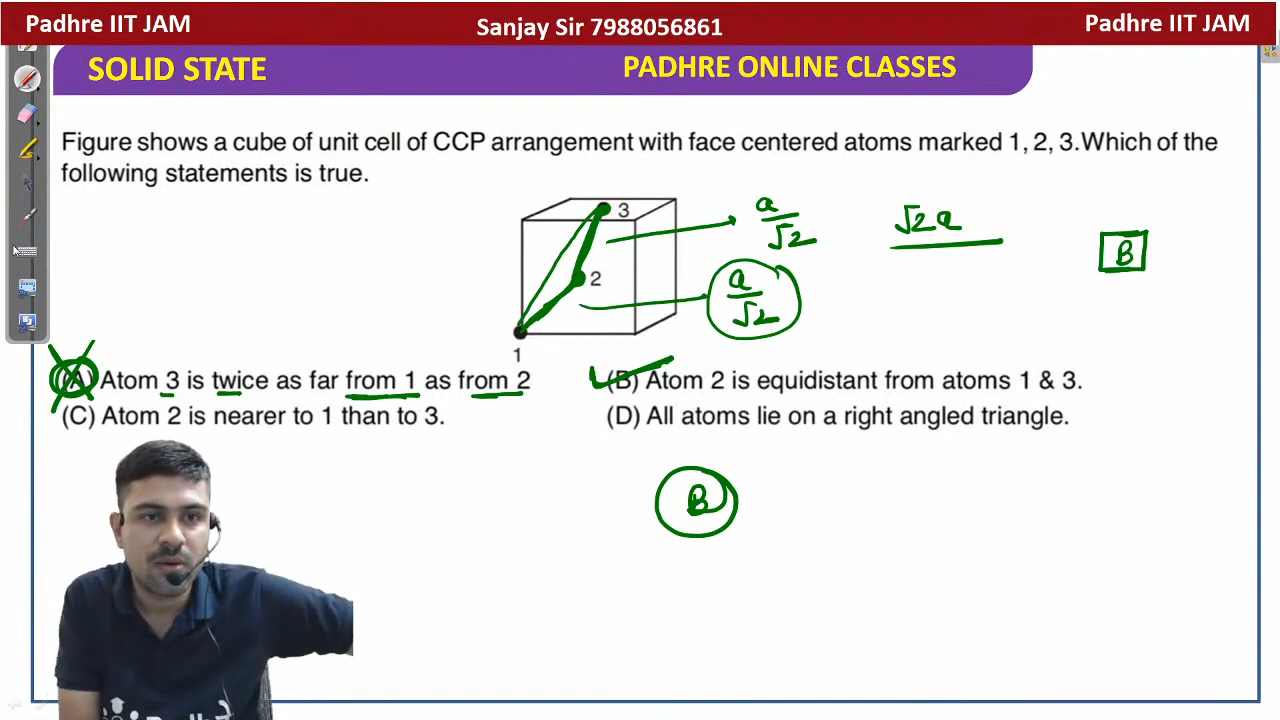 Padhre IIT JAM
Sanjay Sir 7988056861
Padhre IIT JAM
SOLID STATE
PADHRE ONLINE CLASSES
Figure shows a cube of unit cell of CCP arrangement with face centered atoms marked 1, 2, 3.Which of the
following statements is true.
3
a/√2
√2a
B
2
a/√2
1
(A) Atom 3 is twice as far from 1 as from 2
(B) Atom 2 is equidistant from atoms 1 & 3.
(C) Atom 2 is nearer to 1 than to 3.
(D) All atoms lie on a right angled triangle.
B